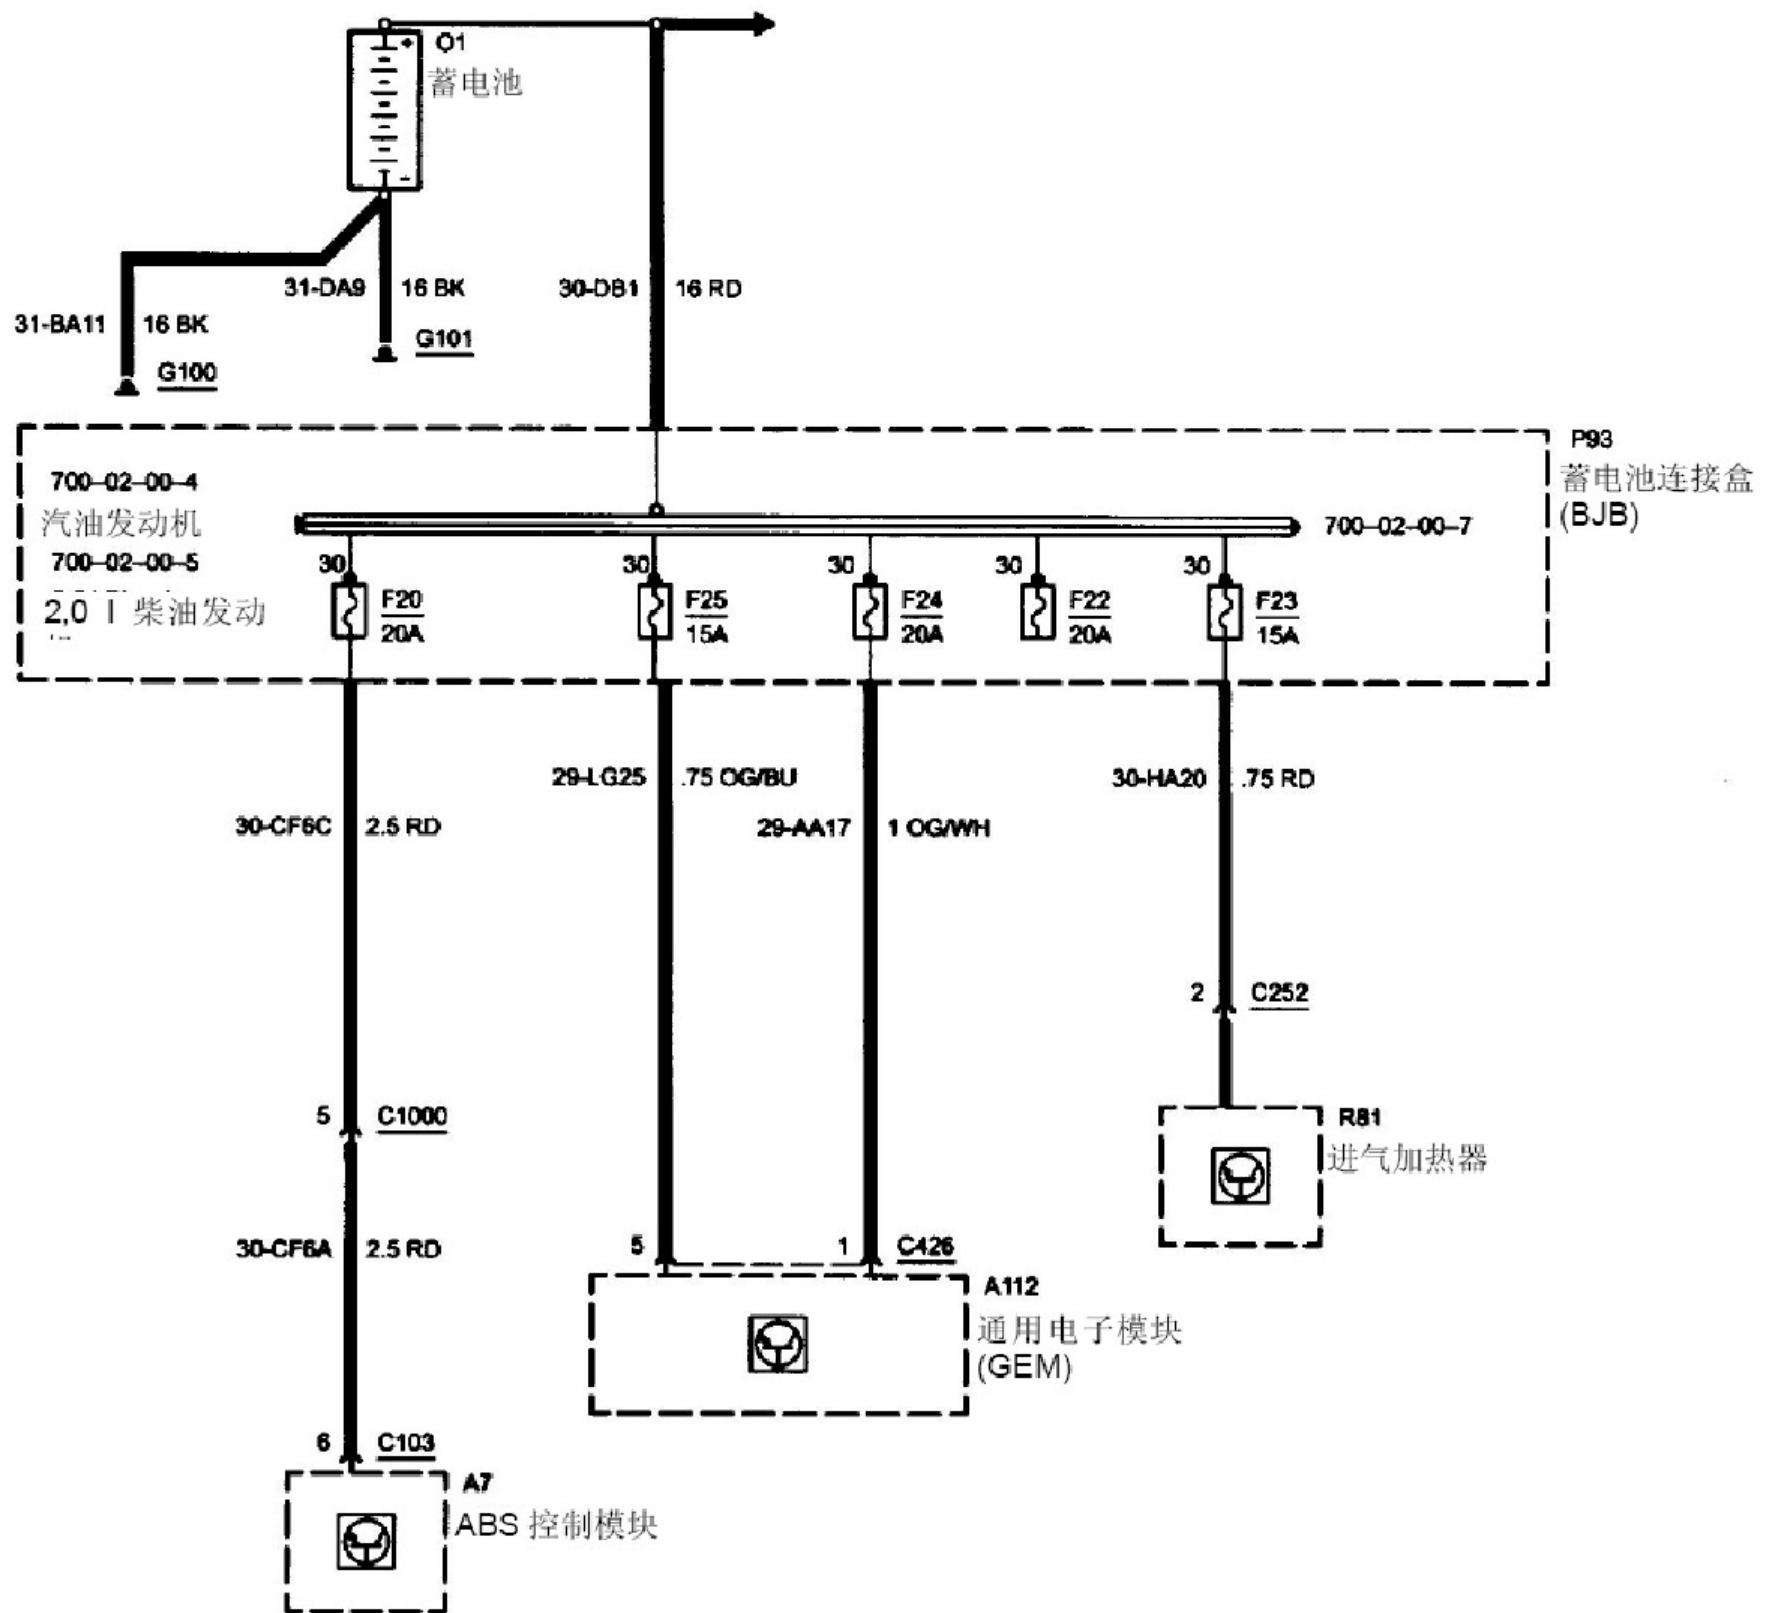 O1
蓄电池
31-DA9 16 BK
30-DB1 16 RD
31-BA11 16 BK
G101
G100
P93
蓄电池连接盒
(BJB)
700-02-00-4
汽油发动机
700-02-00-5
2,0 l 柴油发动
700-02-00-7
30 30 30 30 30
F20 F25 F24 F22 F23
20A 15A 20A 20A 15A
29-LG25 .75 OG/BU
30-HA20 .75 RD
30-CF6C 2.5 RD
29-AA17 1 OG/WH
2 C252
5 C1000
R81
进气加热器
30-CF6A 2.5 RD
5 1 C426
A112
通用电子模块
(GEM)
6 C103
A7
ABS 控制模块